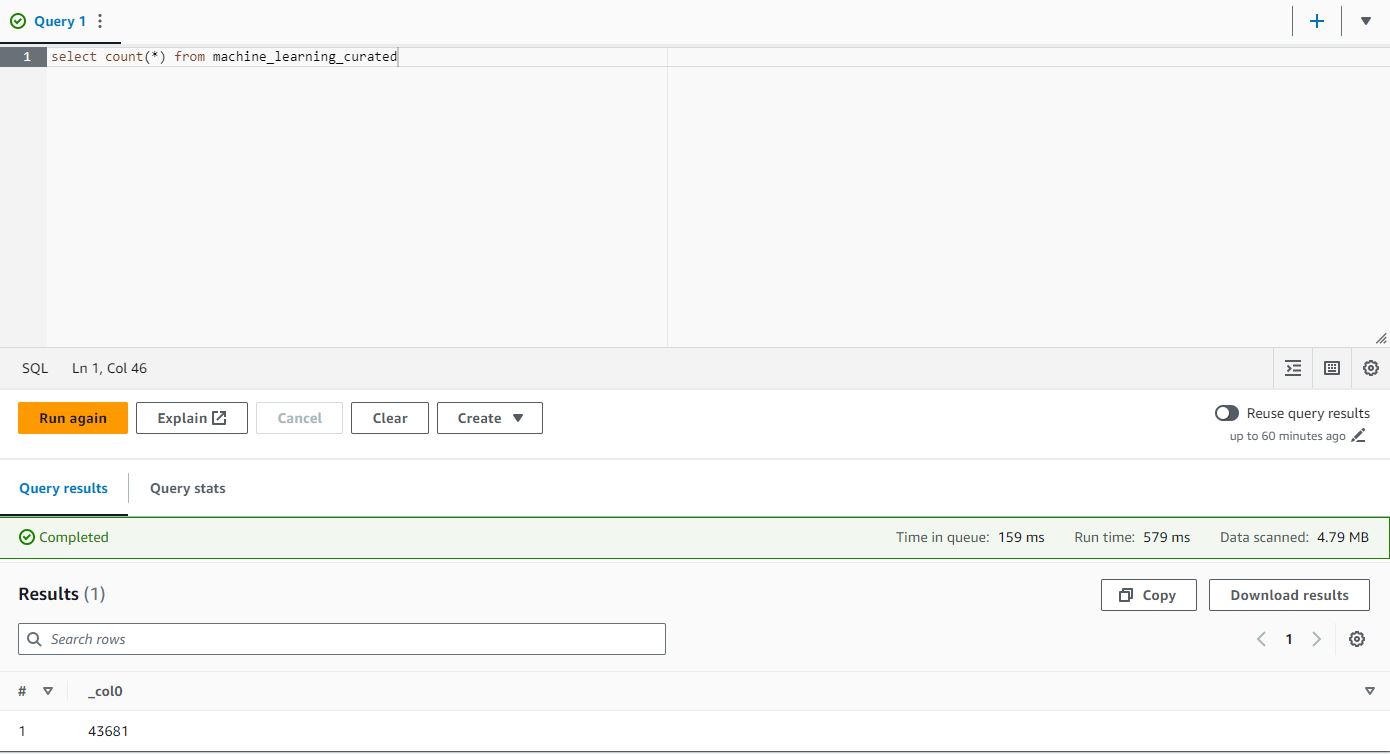 Query 1
1 select count(*) from machine_learning_curated
SQL Ln 1, Col 46
Run again Explain Cancel Clear Create Reuse query results
up to 60 minutes ago
Query results Query stats
Completed Time in queue: 159 ms Run time: 579 ms Data scanned: 4.79 MB
Results (1) Copy Download results
Search rows 1
# _col0
1 43681